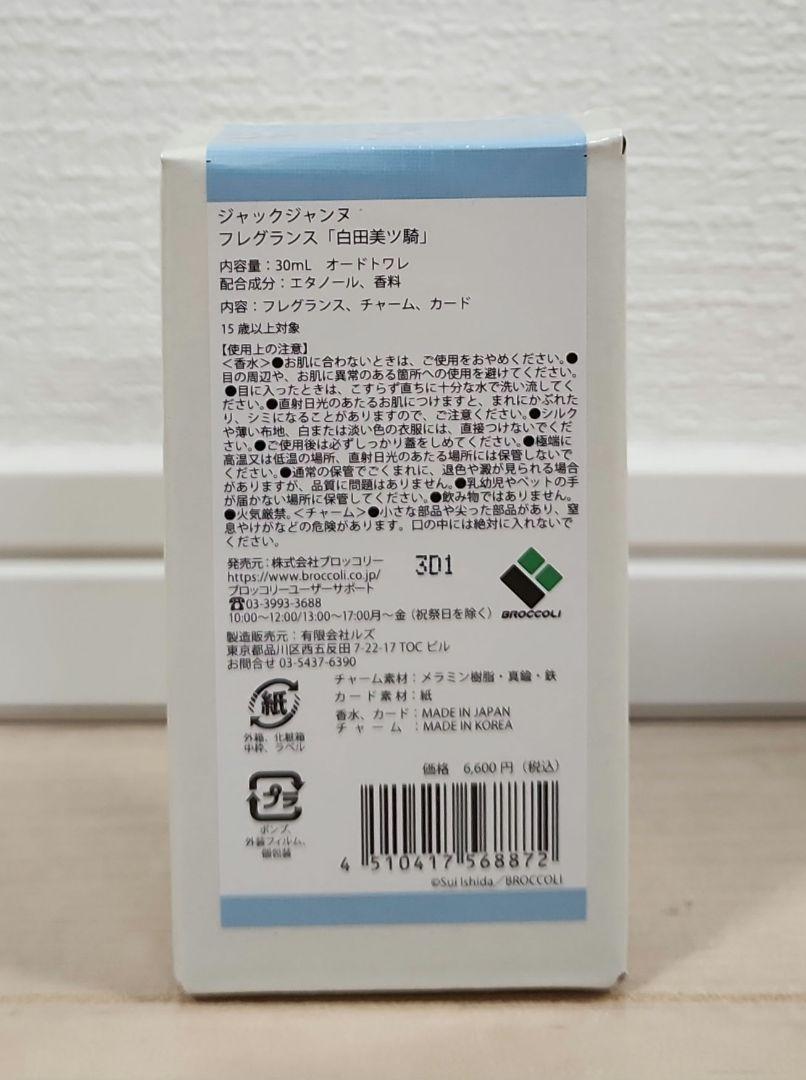 ジャックジャンヌ
フレグランス「白田美ツ騎」
内容量：30mL　オードトワレ
配合成分：エタノール、香料
内容：フレグランス、チャーム、カード
15歳以上対象
【使用上の注意】
＜香水＞●お肌に合わないときは、ご使用をおやめください。●
目の周辺や、お肌に異常のある箇所への使用を避けてください。
●目に入ったときは、こすらず直ちに十分な水で洗い流してく
ださい。●直射日光のあたるお肌につけますと、まれにかぶれた
り、シミになることがありますので、ご注意ください。●シルク
や薄い布地、白または淡い色の衣服には、直接つけないでくださ
い。●ご使用後は必ずしっかり蓋をしめてください。●極端に
高温又は低温の場所、直射日光のあたる場所には保管しないで
ください。●通常の保管でごくまれに、退色や澱が見られる場合
がありますが、品質に問題はありません。●乳幼児やペットの手
が届かない場所に保管してください。●飲み物ではありません。
●火気厳禁。＜チャーム＞●小さな部品や尖った部品があり、窒
息やけがなどの危険があります。口の中には絶対に入れないで
ください。
発売元：株式会社ブロッコリー
https://www.broccoli.co.jp/
ブロッコリーユーザーサポート
☎03-3993-3688
10:00～12:00/13:00～17:00月～金（祝祭日を除く）
3D1
BROCCOLI
製造販売元：有限会社ルズ
東京都品川区西五反田7-22-17 TOCビル
お問合せ 03-5437-6390
チャーム素材：メラミン樹脂・真鍮・鉄
カード素材：紙
香水、カード：MADE IN JAPAN
チャーム：MADE IN KOREA
紙
外箱、化粧箱
中枠、ラベル
価格　6,600円（税込）
プラ
ポンプ、
外装フィルム、
個包装
4 510417 568872
©Sui Ishida／BROCCOLI